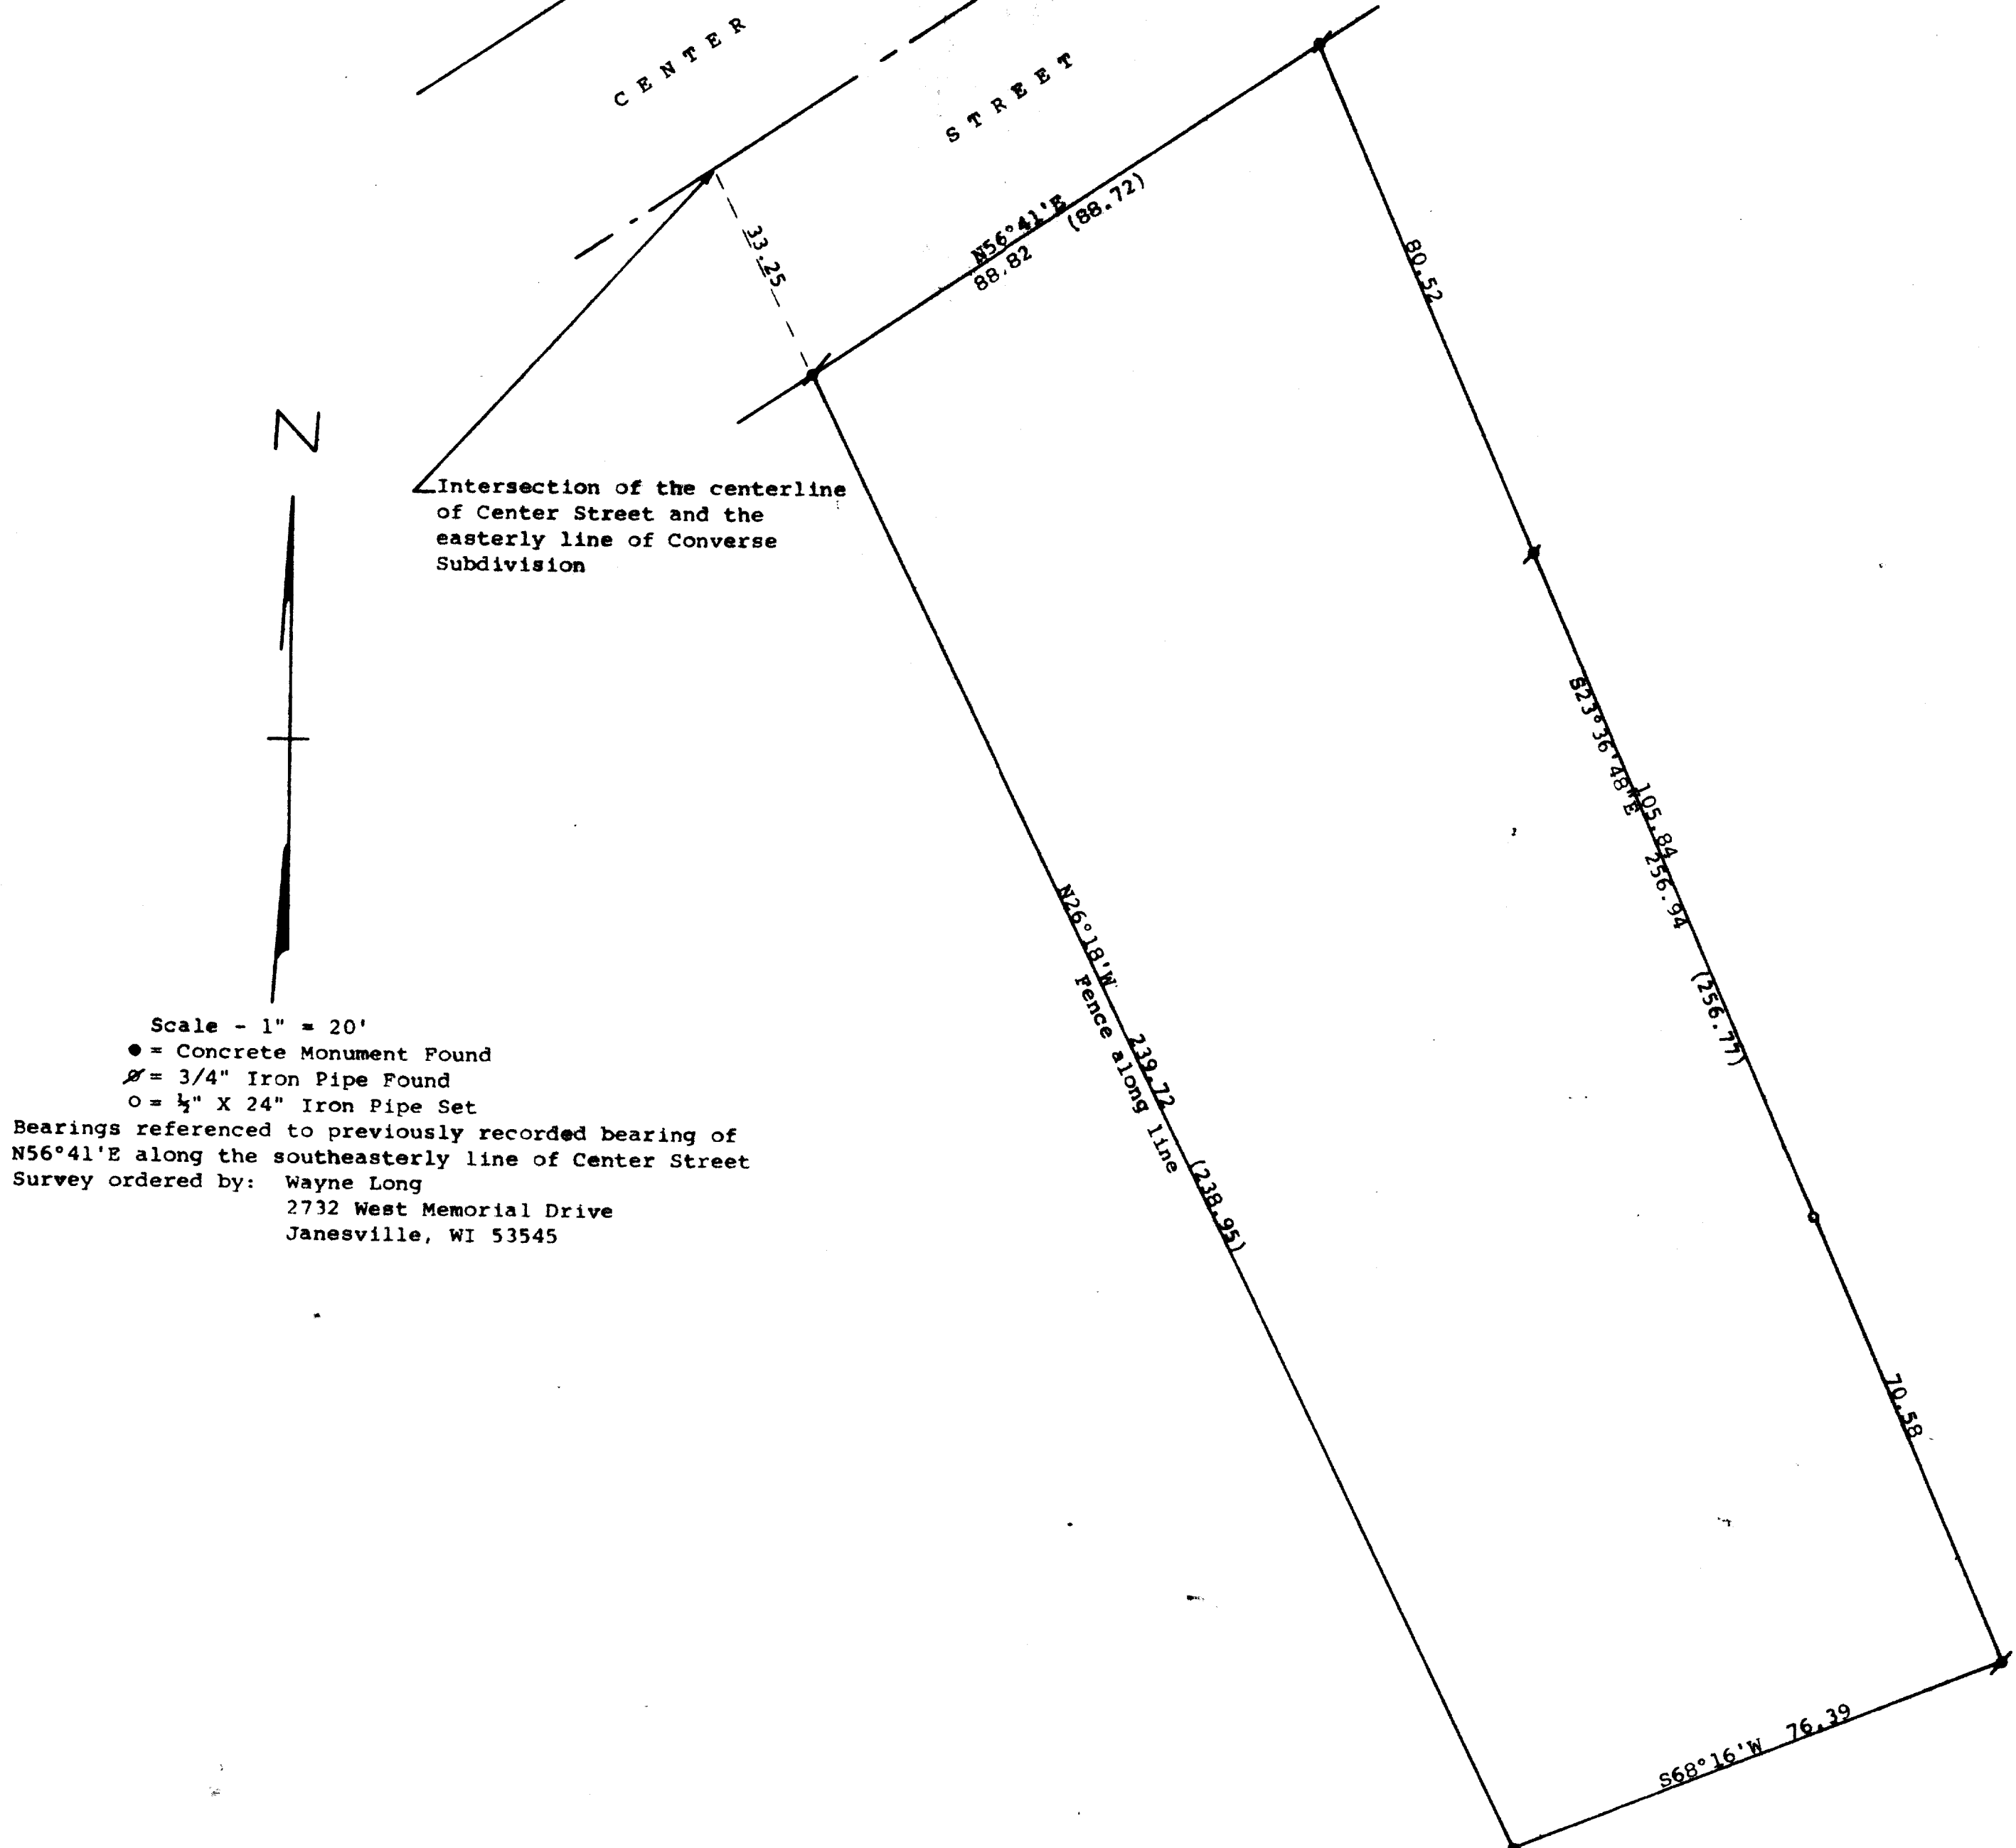 CENTER
STREET
33.25
N56°41'E
(88.72)
88.82
80.52
N
Intersection of the centerline
of Center Street and the
easterly line of Converse
Subdivision
S23°36'48"E
105.84
256.94
(256.77)
N26°18'W
Fence along line
239.72
(238.95)
Scale - 1" = 20'
● = Concrete Monument Found
= 3/4" Iron Pipe Found
O = ½" X 24" Iron Pipe Set
Bearings referenced to previously recorded bearing of
N56°41'E along the southeasterly line of Center Street
Survey ordered by: Wayne Long
2732 West Memorial Drive
Janesville, WI 53545
70.58
S68°16'W 76.39